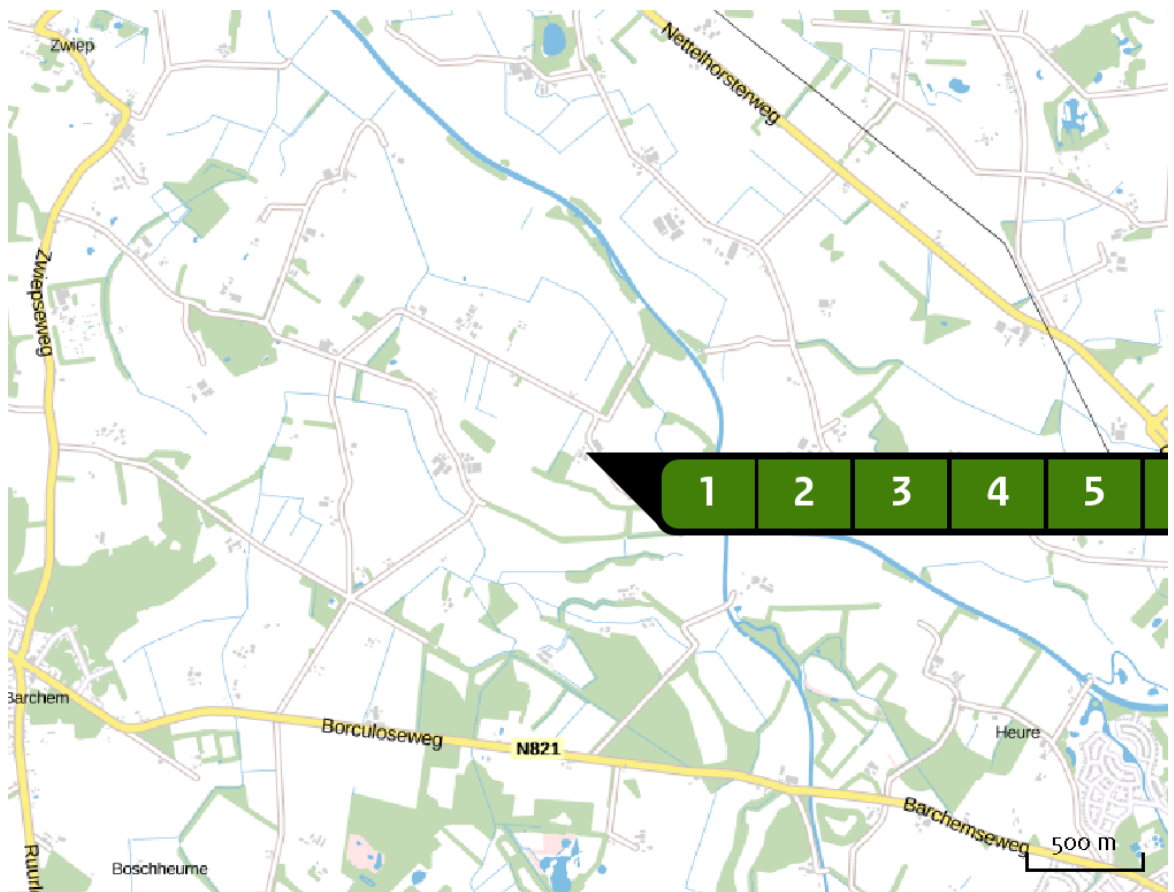 Zwiep
Nettelhorsterweg
Zwiepseweg
1 2 3 4 5
Barchem
Borculoseweg
N821
Heure
Barchemseweg
500 m
Boschheurne